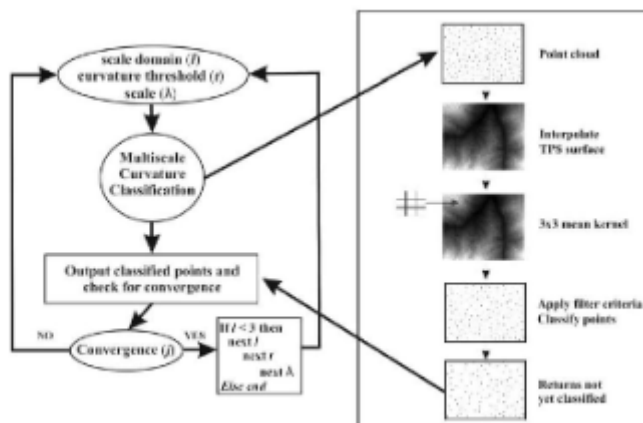 scale domain (l)
curvature threshold (t)
scale (λ)
Multiscale
Curvature
Classification
Output classified points and
check for convergence
NO
Convergence (j)
YES
If l < 3 then
next l
next t
next λ
Else end
Point cloud
Interpolate
TPS surface
3x3 mean kernel
Apply filter criteria
Classify points
Returns not
yet classified